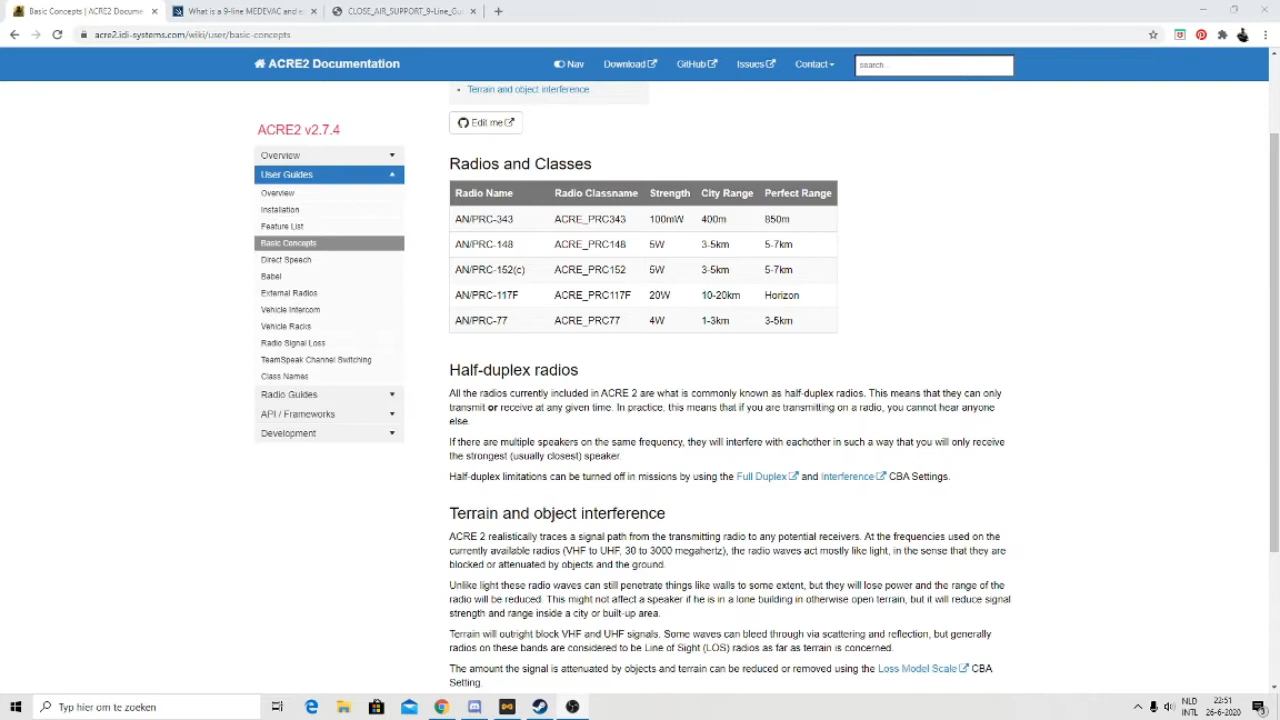 Basic Concepts | ACRE2 Docume
What is a 9-line MEDEVAC and e
CLOSE_AIR_SUPPORT_9-Line_Gu
acre2.idi-systems.com/wiki/user/basic-concepts
ACRE2 Documentation
Nav
Download
GitHub
Issues
Contact
search...
Terrain and object interference
Edit me
ACRE2 v2.7.4
Overview
User Guides
Overview
Installation
Feature List
Basic Concepts
Direct Speech
Babel
External Radios
Vehicle Intercom
Vehicle Racks
Radio Signal Loss
TeamSpeak Channel Switching
Class Names
Radio Guides
API / Frameworks
Development
Radios and Classes
Radio Name Radio Classname Strength City Range Perfect Range
AN/PRC-343 ACRE_PRC343 100mW 400m 850m
AN/PRC-148 ACRE_PRC148 5W 3-5km 5-7km
AN/PRC-152(c) ACRE_PRC152 5W 3-5km 5-7km
AN/PRC-117F ACRE_PRC117F 20W 10-20km Horizon
AN/PRC-77 ACRE_PRC77 4W 1-3km 3-5km
Half-duplex radios
All the radios currently included in ACRE 2 are what is commonly known as half-duplex radios. This means that they can only
transmit or receive at any given time. In practice, this means that if you are transmitting on a radio, you cannot hear anyone
else.
If there are multiple speakers on the same frequency, they will interfere with eachother in such a way that you will only receive
the strongest (usually closest) speaker.
Half-duplex limitations can be turned off in missions by using the Full Duplex and Interference CBA Settings.
Terrain and object interference
ACRE 2 realistically traces a signal path from the transmitting radio to any potential receivers. At the frequencies used on the
currently available radios (VHF to UHF, 30 to 3000 megahertz), the radio waves act mostly like light, in the sense that they are
blocked or attenuated by objects and the ground.
Unlike light these radio waves can still penetrate things like walls to some extent, but they will lose power and the range of the
radio will be reduced. This might not affect a speaker if he is in a lone building in otherwise open terrain, but it will reduce signal
strength and range inside a city or built-up area.
Terrain will outright block VHF and UHF signals. Some waves can bleed through via scattering and reflection, but generally
radios on these bands are considered to be Line of Sight (LOS) radios as far as terrain is concerned.
The amount the signal is attenuated by objects and terrain can be reduced or removed using the Loss Model Scale CBA
Setting.
Typ hier om te zoeken
NLD
INTL
22:51
26-6-2020